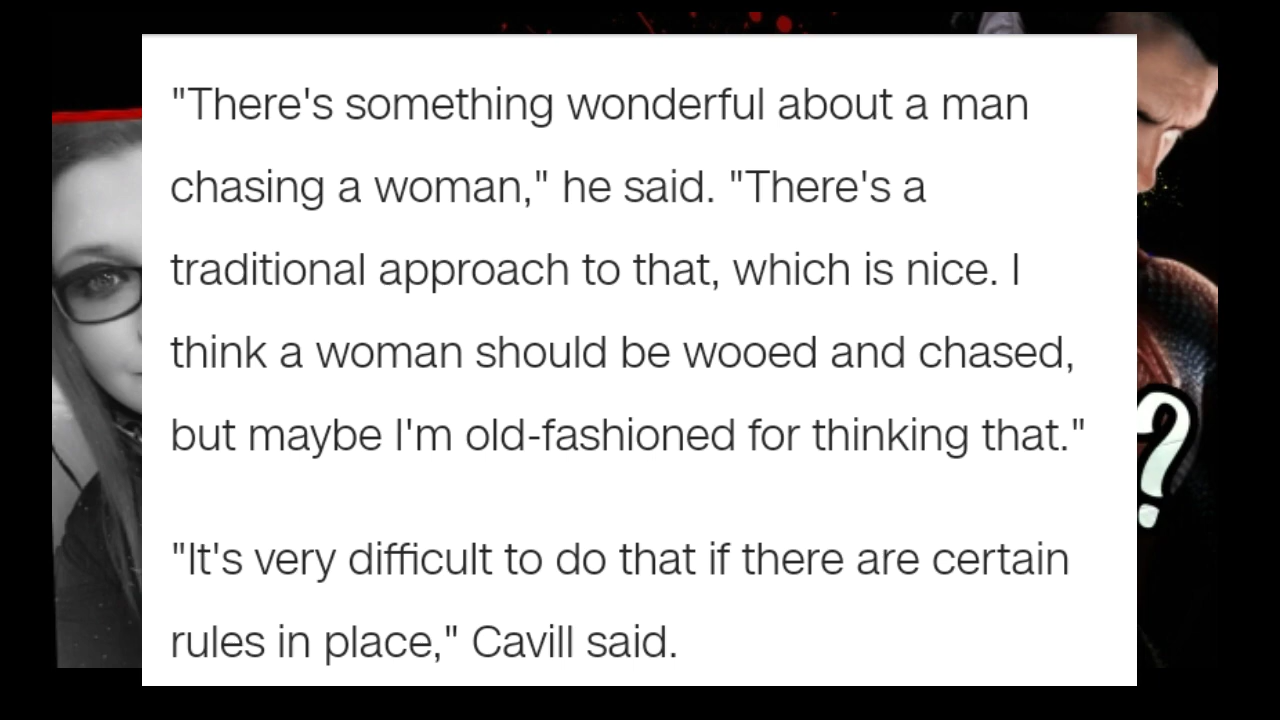 "There's something wonderful about a man
chasing a woman," he said. "There's a
traditional approach to that, which is nice. I
think a woman should be wooed and chased,
but maybe I'm old-fashioned for thinking that."
"It's very difficult to do that if there are certain
rules in place," Cavill said.
?